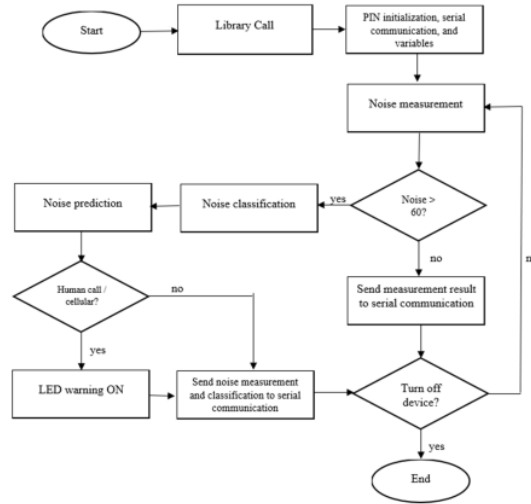 Start
Library Call
PIN initialization, serial
communication, and
variables
Noise measurement
Noise >
60?
yes
Noise classification
Noise prediction
no
n
Human call /
cellular?
no
Send measurement result
to serial communication
yes
LED warning ON
Send noise measurement
and classification to serial
communication
Turn off
device?
yes
End